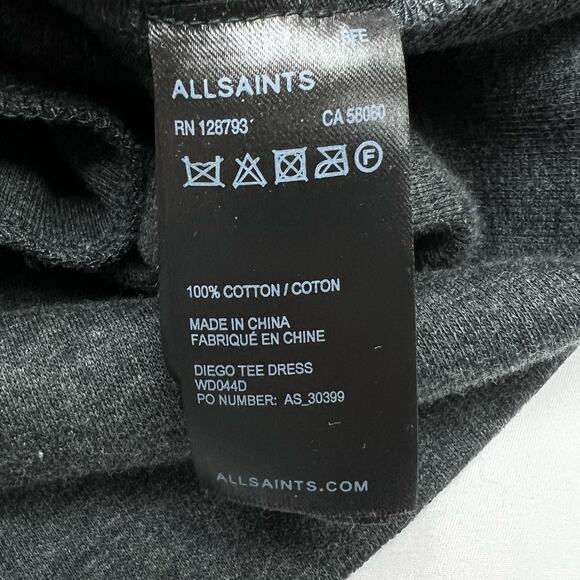 ALLSAINTS
RN 128793 CA 58080
F
100% COTTON / COTON
MADE IN CHINA
FABRIQUÉ EN CHINE
DIEGO TEE DRESS
WD044D
PO NUMBER: AS_30399
ALLSAINTS.COM